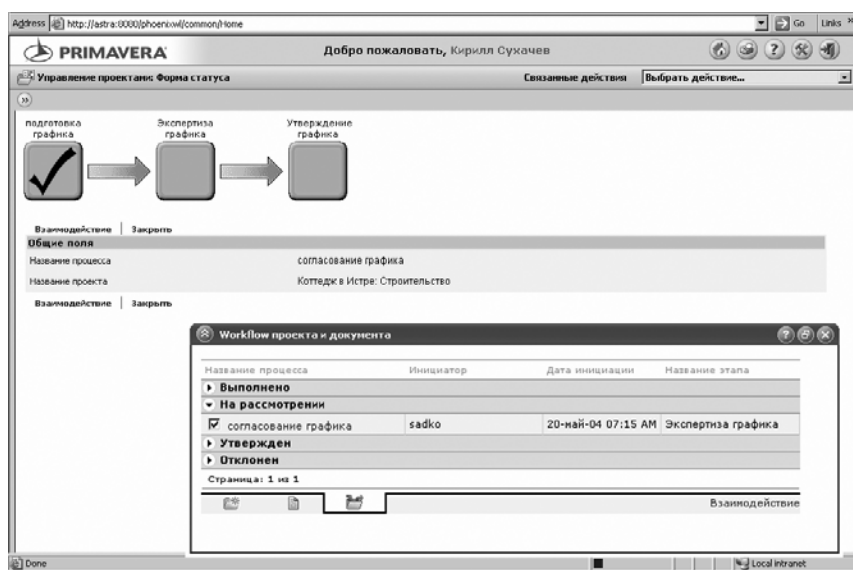 Address http://astra:8080/phoenixwl/common/Home Go Links »
PRIMAVERA Добро пожаловать, Кирилл Сухачев
Управление проектами: Форма статуса Связанные действия Выбрать действие...
подготовка графика
Экспертиза графика
Утверждение графика
Взаимодействие | Закрыть
Общие поля
Название процесса согласование графика
Название проекта Коттедж в Истре: Строительство
Взаимодействие | Закрыть
Workflow проекта и документа
Название процесса Инициатор Дата инициации Название этапа
Выполнено
На рассмотрении
согласование графика sadko 20-май-04 07:15 AM Экспертиза графика
Утвержден
Отклонен
Страница: 1 из 1
Взаимодействие
Done Local intranet